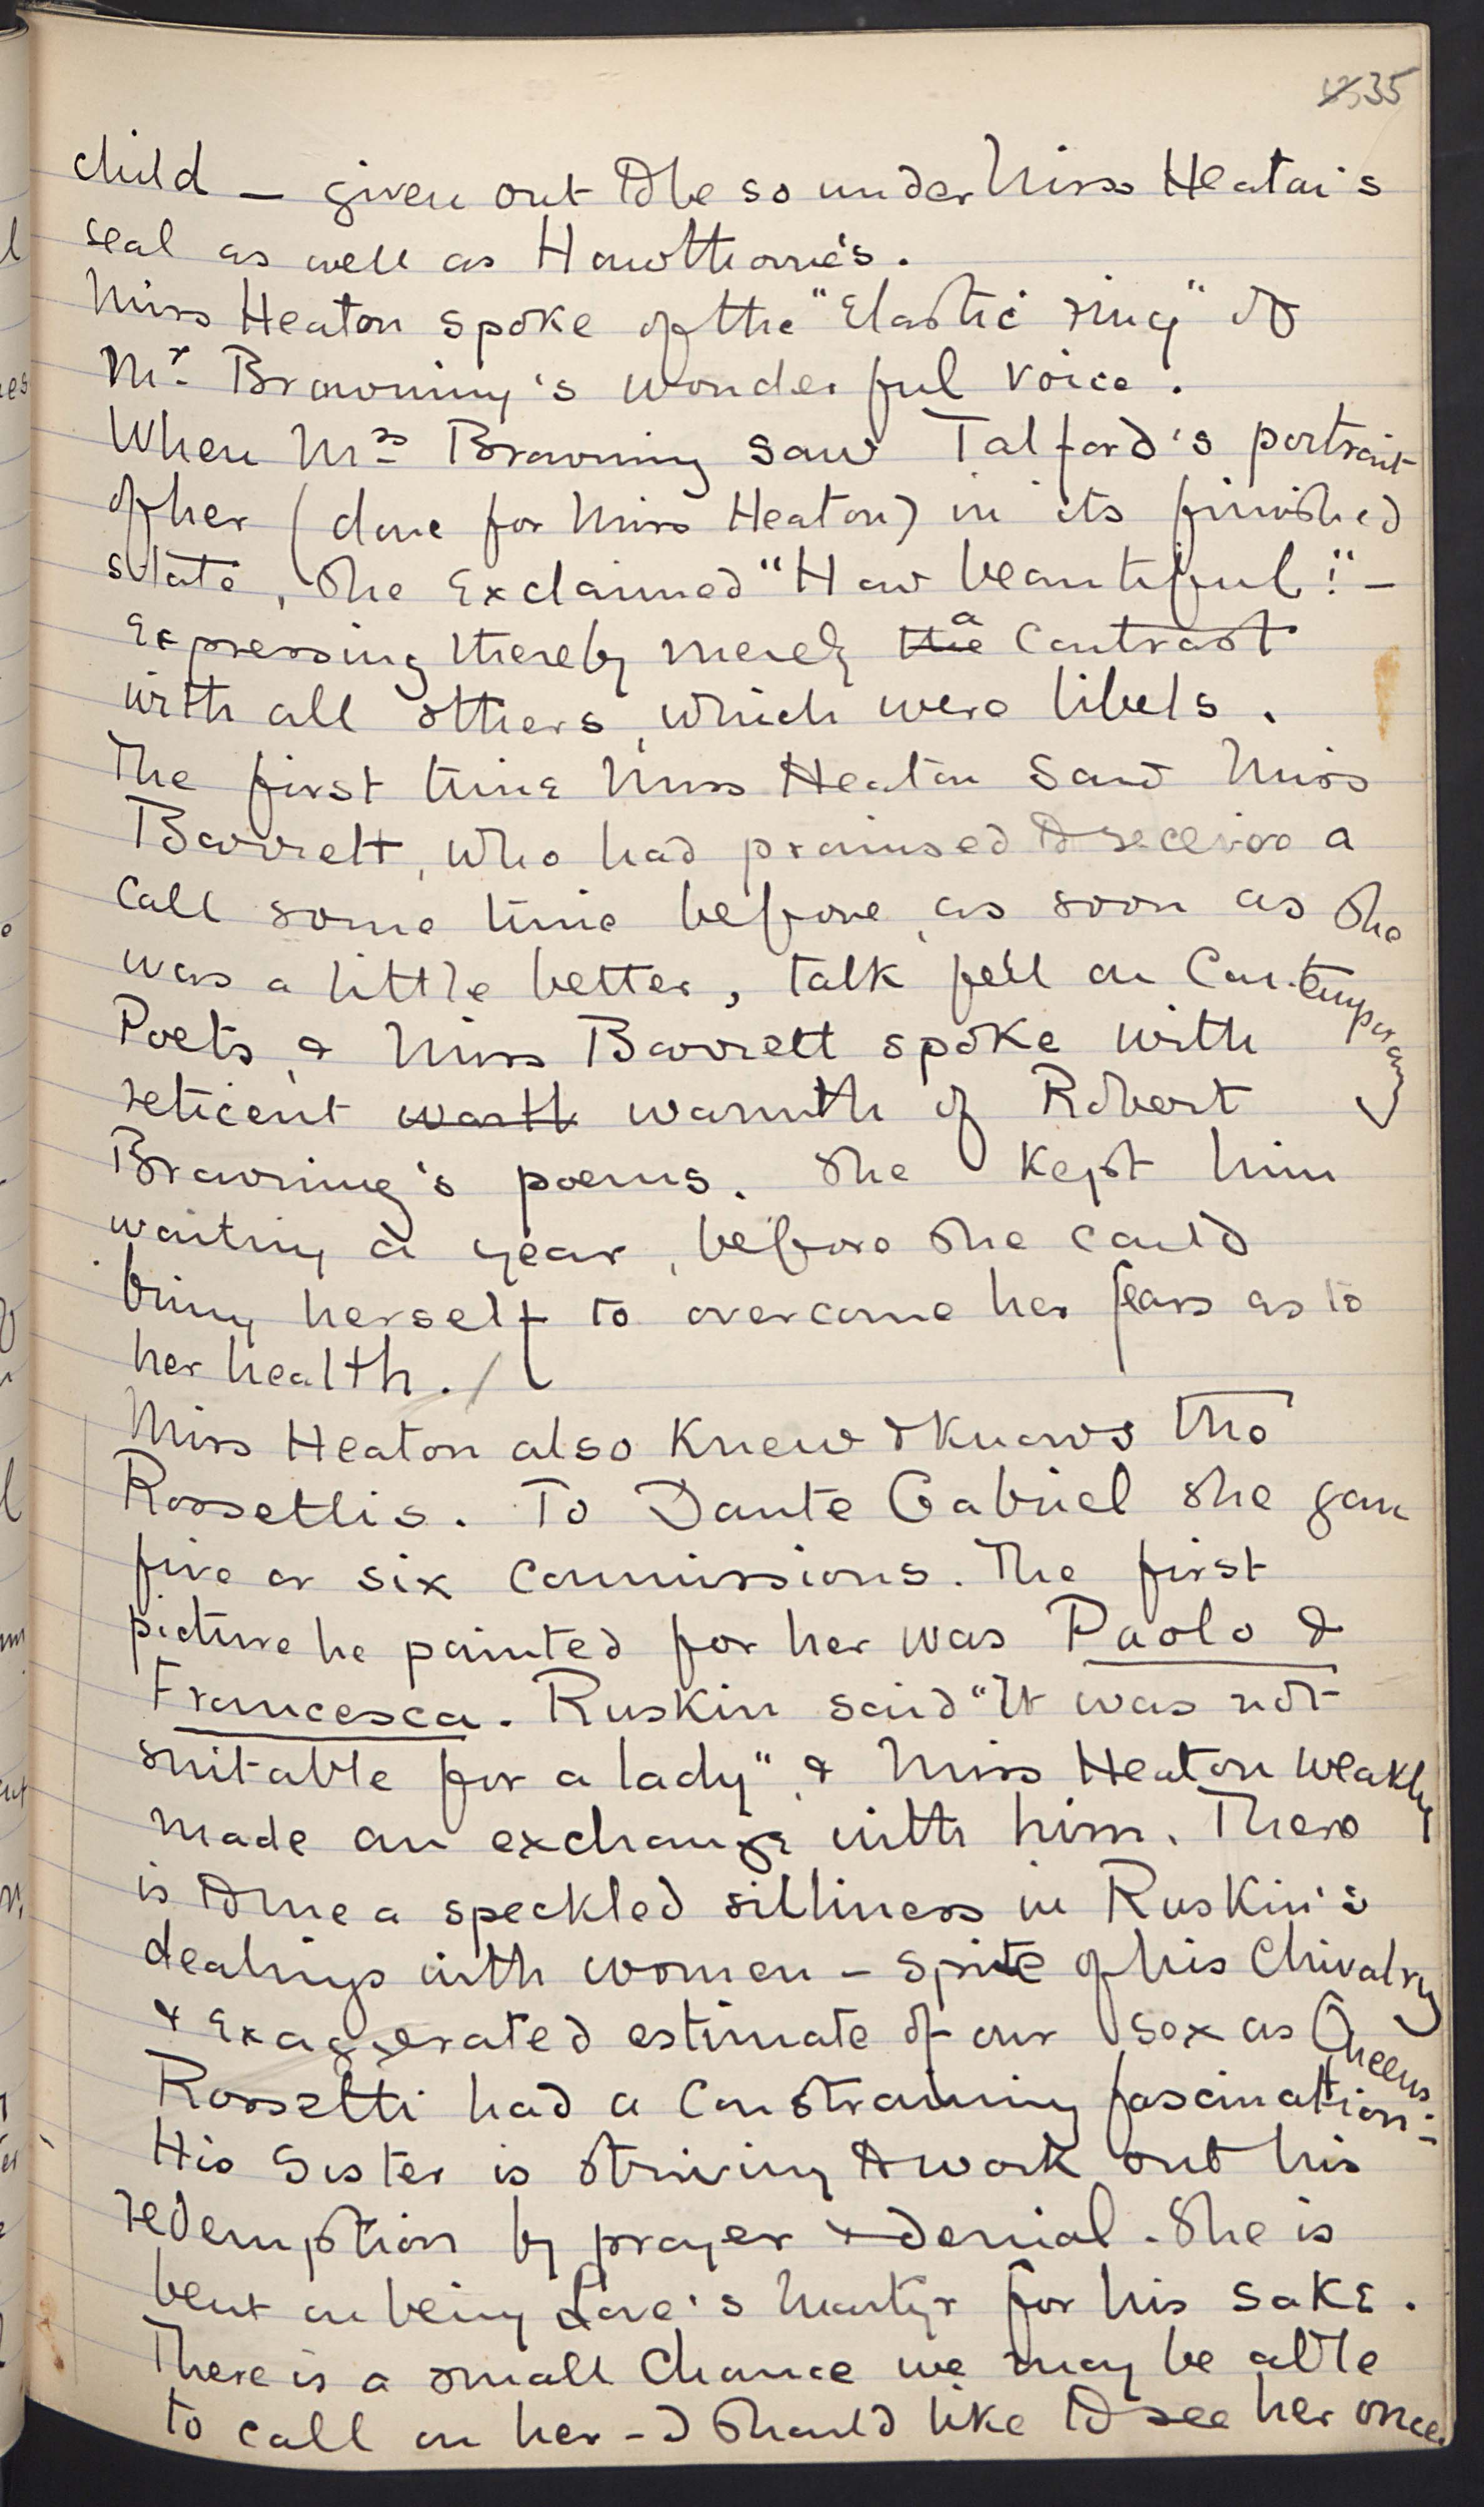 35
child — given out to be so under Miss Heaton's
seal as well as Hawthorne's.
Miss Heaton spoke of the "Elastic ring" of
Mr. Browning's wonderful voice.
When Mrs Browning saw Talford's portrait
of her (done for Miss Heaton) in its finished
state, she exclaimed "How beautiful!" —
Expressing thereby merely the a contrast
with all others, which were libels.
The first time Miss Heaton saw Miss
Barrett, who had promised to receive a
call some time before, as soon as she
was a little better, talk fell on Contemporary
Poets, & Miss Barrett spoke with
reticent warth warmth of Robert
Browning's poems. She kept him
waiting a year, before she could
bring herself to overcome her fears as to
her health. /
Miss Heaton also knew & knows the
Rossettis. To Dante Gabriel she gave
five or six commissions. The first
picture he painted for her was Paolo &
Francesca. Ruskin said "It was not
suitable for a lady", & Miss Heaton weakly
made an exchange with him. There
is to me a speckled silliness in Ruskin's
dealings with women — spite of his chivalry
& Exaggerated estimate of our sex as Queens.
Rossetti had a constraining fascination:—
His Sister is striving to work out his
redemption by prayer & denial. She is
bent on being Love's Martyr for his sake.
There is a small chance we may be able
to call on her — I should like to see her once.